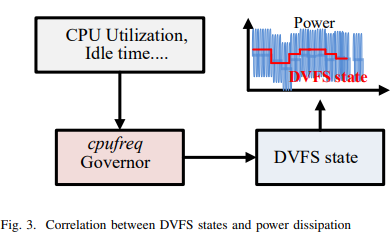 CPU Utilization,
Idle time....
Power
DVFS state
cpufreq
Governor
DVFS state
Fig. 3. Correlation between DVFS states and power dissipation